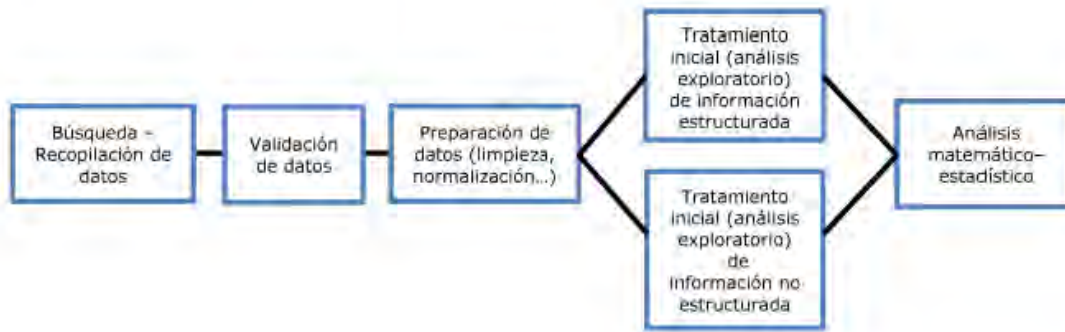 Búsqueda –
Recopilación de
datos
Validación
de datos
Preparación de
datos (limpieza,
normalización…)
Tratamiento
inicial (análisis
exploratorio)
de información
estructurada
Tratamiento
inicial (análisis
exploratorio)
de
información no
estructurada
Análisis
matemático–
estadístico